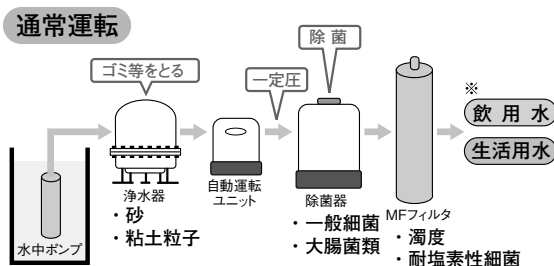 通常運転
ゴミ等をとる
一定圧
除菌
※
飲用水
生活用水
水中ポンプ
浄水器
・砂
・粘土粒子
自動運転
ユニット
除菌器
・一般細菌
・大腸菌類
MFフィルタ
・濁度
・耐塩素性細菌